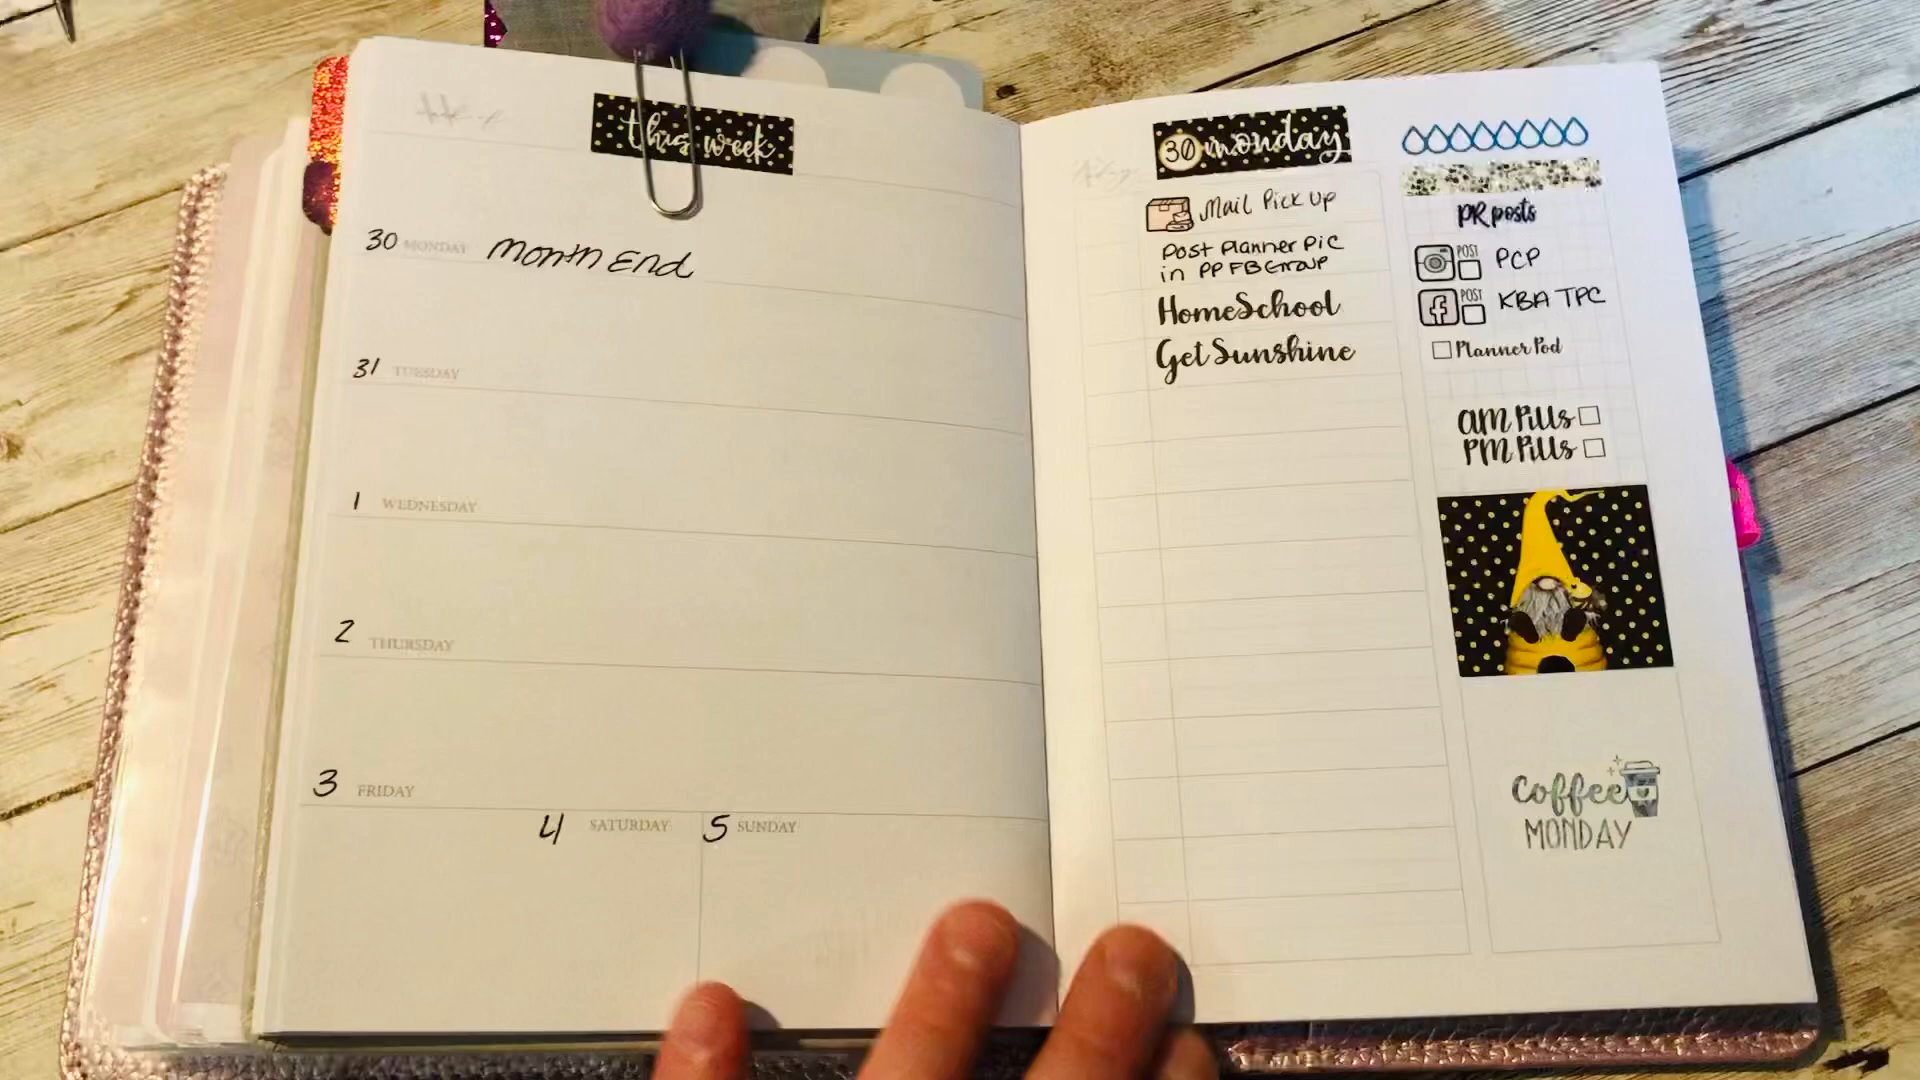 this week
30 MONDAY Month End
31 TUESDAY
1 WEDNESDAY
2 THURSDAY
3 FRIDAY
4 SATURDAY
5 SUNDAY
30 monday
Mail Pick up
Post Planner Pic
in PP FB Group
HomeSchool
Get Sunshine
PR posts
POST PCP
POST KBA TPC
Planner Pod
AM Pills
PM Pills
coffee
MONDAY